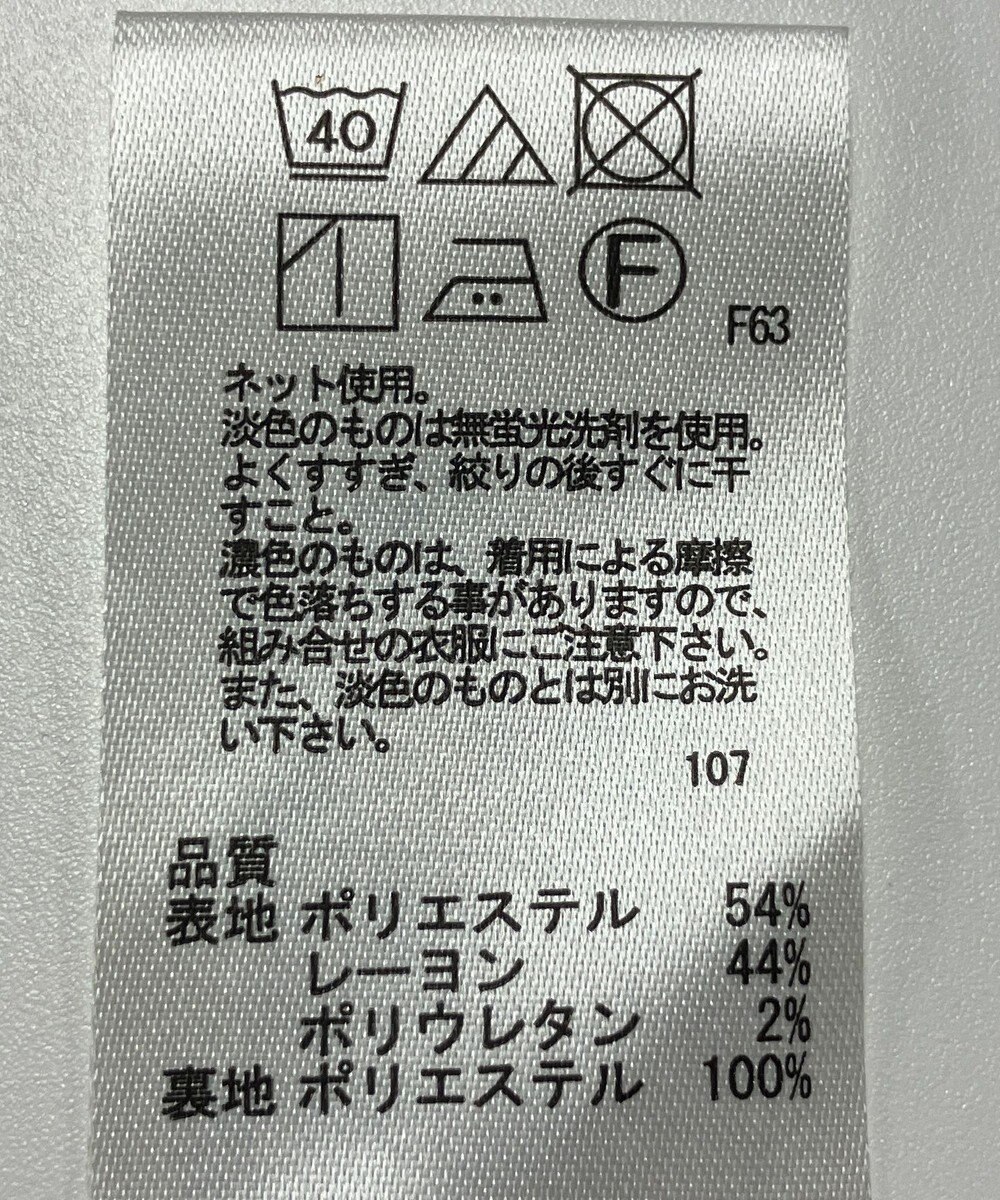 40
F
F63
ネット使用。
淡色のものは無蛍光洗剤を使用。
よくすすぎ、絞りの後すぐに干
すこと。
濃色のものは、着用による摩擦
で色落ちする事がありますので、
組み合せの衣服にご注意下さい。
また、淡色のものとは別にお洗
い下さい。
107
品質
表地 ポリエステル 54%
レーヨン 44%
ポリウレタン 2%
裏地 ポリエステル 100%